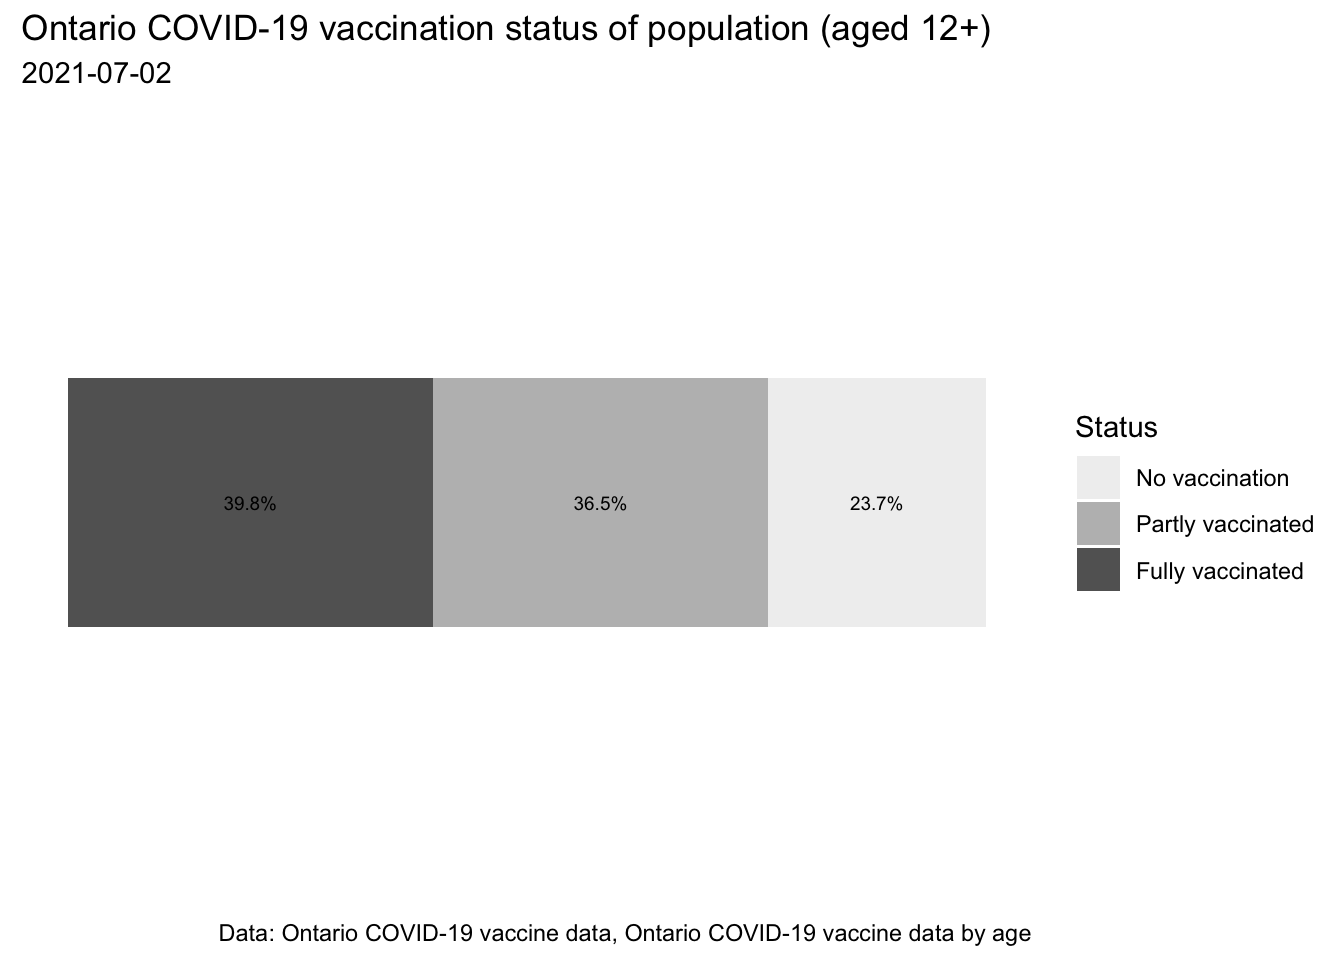 Ontario COVID-19 vaccination status of population (aged 12+)
2021-07-02
39.8%
36.5%
23.7%
Status
No vaccination
Partly vaccinated
Fully vaccinated
Data: Ontario COVID-19 vaccine data, Ontario COVID-19 vaccine data by age